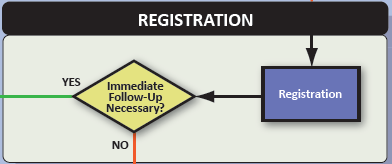 REGISTRATION
YES
Immediate
Follow-Up
Necessary?
Registration
NO